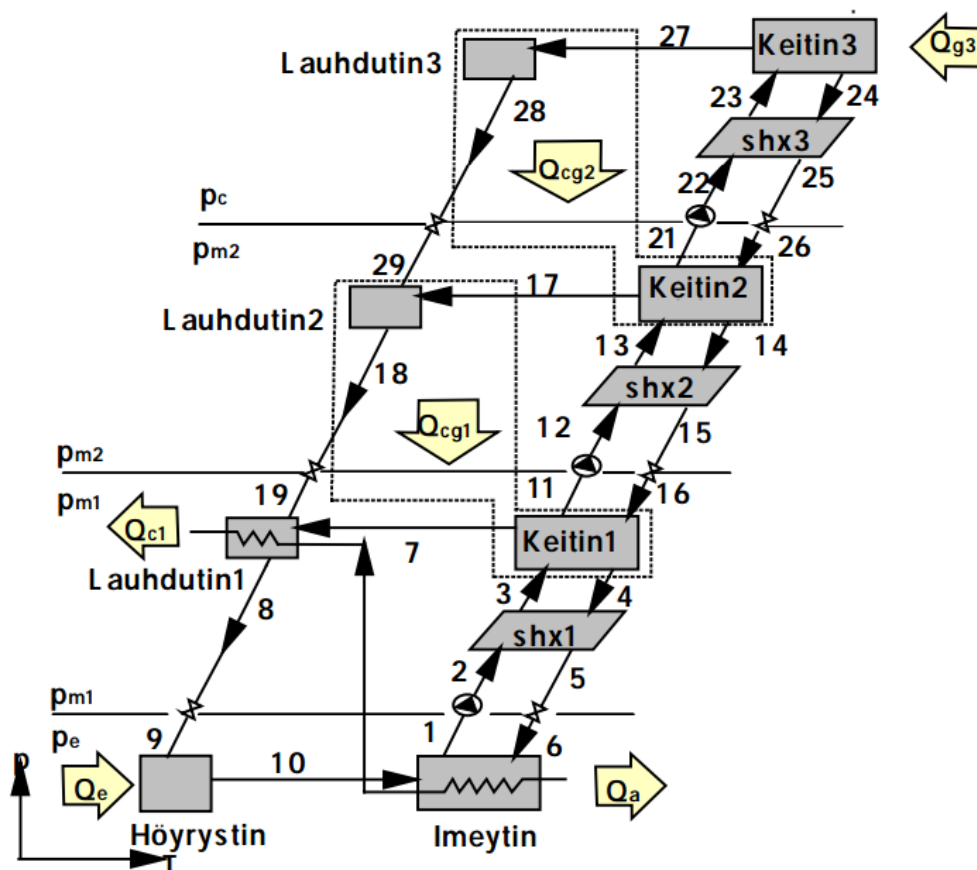 27
Keitin3
Qg3
Lauhdutin3
28
23
24
shx3
Qcg2
22
25
pc
pm2
21
26
29
17
Keitin2
Lauhdutin2
13
14
18
shx2
Qcg1
12
15
pm2
pm1
19
11
16
Qc1
7
Keitin1
Lauhdutin1
3
4
8
shx1
2
5
pm1
pe
9
1
6
10
p
Qe
Qa
Höyrystin
Imeytin
T